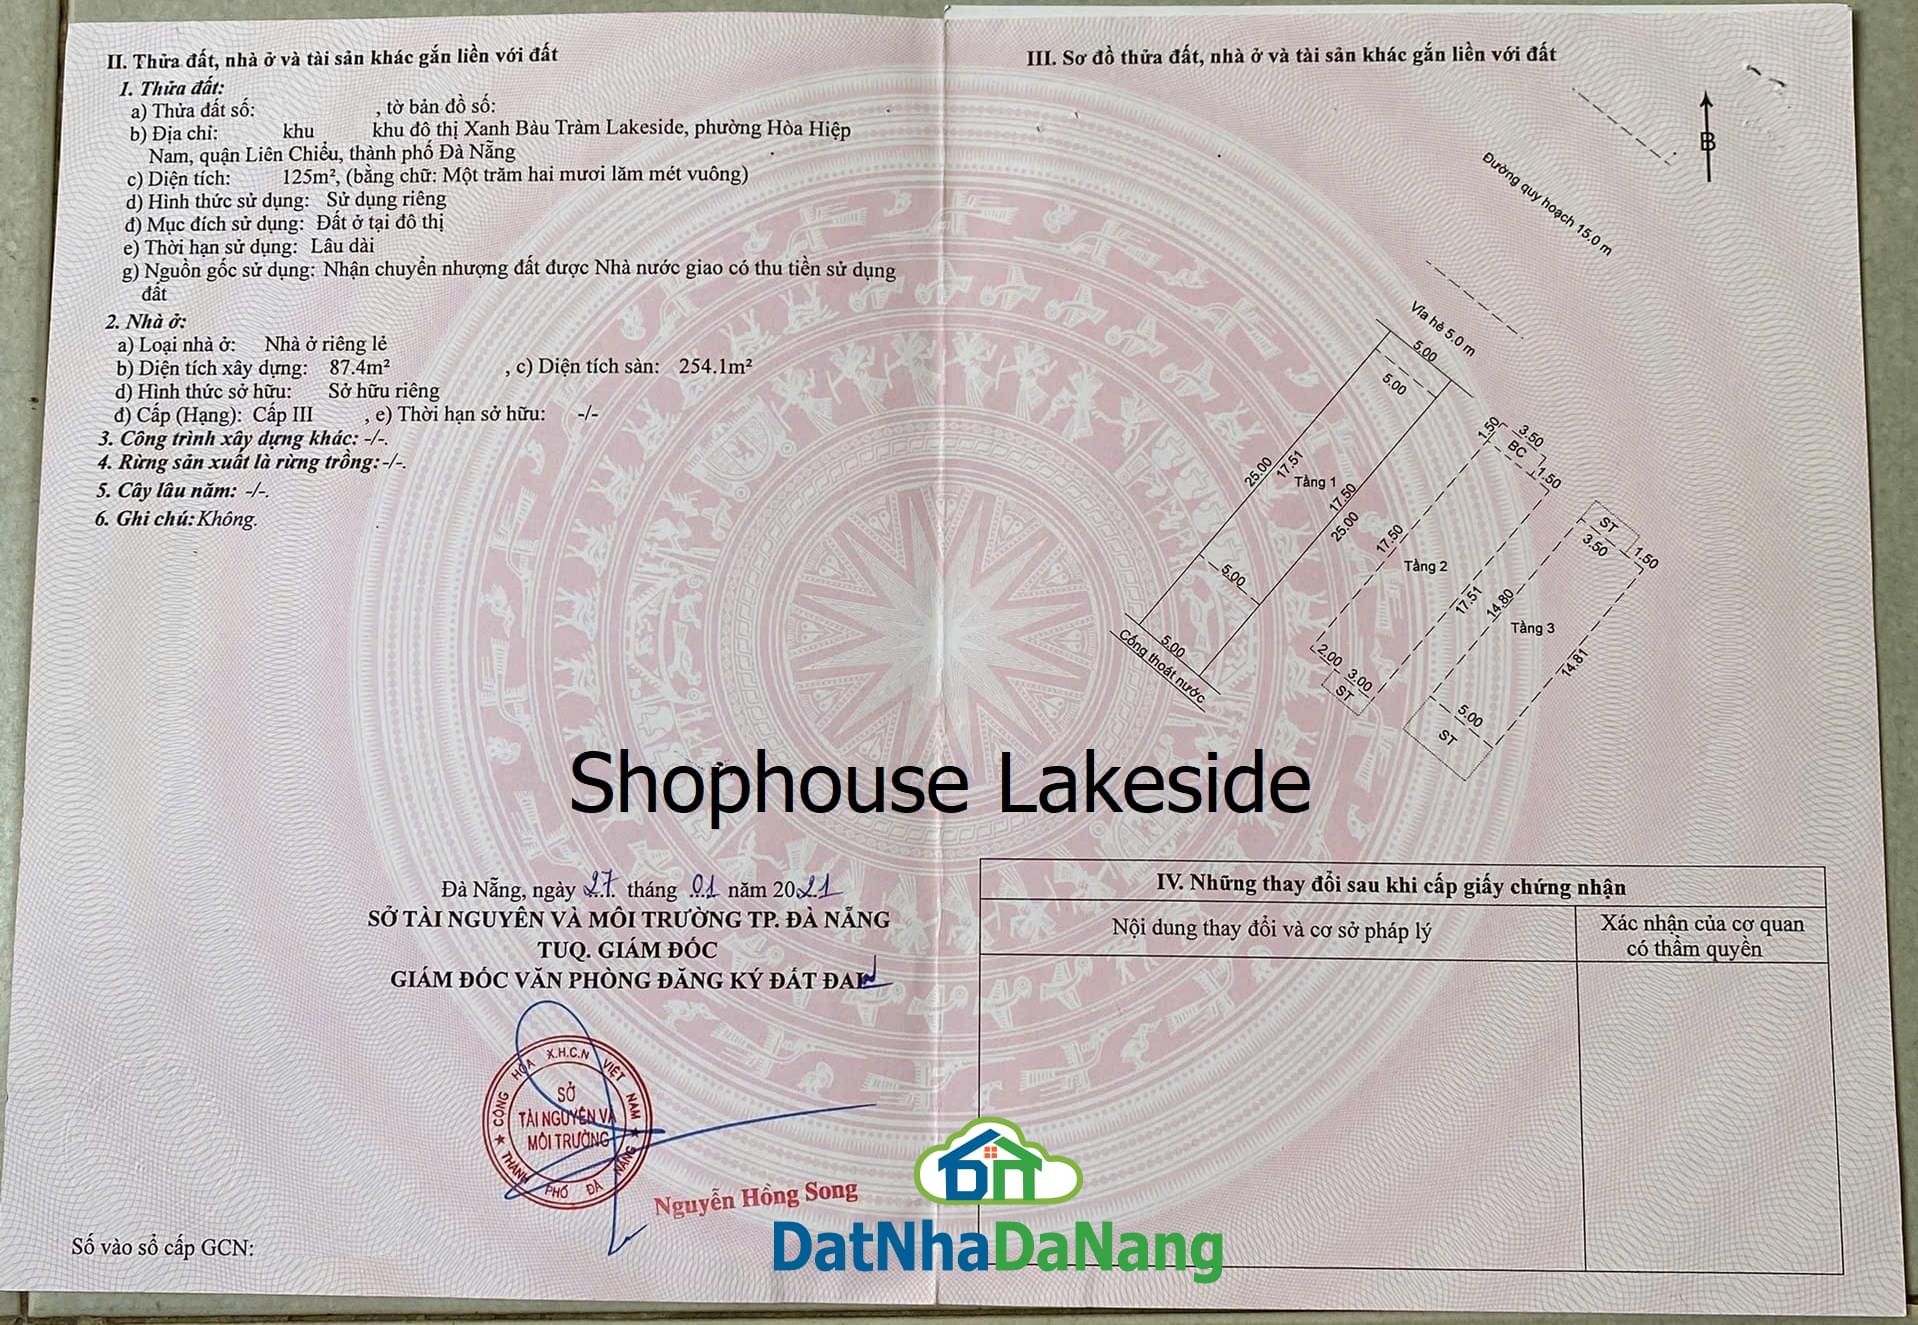 II. Thửa đất, nhà ở và tài sản khác gắn liền với đất
1. Thửa đất:
a) Thửa đất số: , tờ bản đồ số:
b) Địa chỉ: khu khu đô thị Xanh Bàu Tràm Lakeside, phường Hòa Hiệp
Nam, quận Liên Chiểu, thành phố Đà Nẵng
c) Diện tích: 125m², (bằng chữ: Một trăm hai mươi lăm mét vuông)
d) Hình thức sử dụng: Sử dụng riêng
đ) Mục đích sử dụng: Đất ở tại đô thị
e) Thời hạn sử dụng: Lâu dài
g) Nguồn gốc sử dụng: Nhận chuyển nhượng đất được Nhà nước giao có thu tiền sử dụng
đất
2. Nhà ở:
a) Loại nhà ở: Nhà ở riêng lẻ
b) Diện tích xây dựng: 87.4m² , c) Diện tích sàn: 254.1m²
d) Hình thức sở hữu: Sở hữu riêng
đ) Cấp (Hạng): Cấp III , e) Thời hạn sở hữu: -/-
3. Công trình xây dựng khác: -/-.
4. Rừng sản xuất là rừng trồng: -/-.
5. Cây lâu năm: -/-.
6. Ghi chú: Không.
Đà Nẵng, ngày 27 tháng 01 năm 2021
SỞ TÀI NGUYÊN VÀ MÔI TRƯỜNG TP. ĐÀ NẴNG
TUQ. GIÁM ĐỐC
GIÁM ĐỐC VĂN PHÒNG ĐĂNG KÝ ĐẤT ĐAI
CỘNG HÒA X.H.C.N VIỆT NAM
SỞ
TÀI NGUYÊN VÀ
MÔI TRƯỜNG
THÀNH PHỐ ĐÀ NẴNG
Nguyễn Hồng Song
Số vào sổ cấp GCN:
III. Sơ đồ thửa đất, nhà ở và tài sản khác gắn liền với đất
B
Đường quy hoạch 15.0 m
Vỉa hè 5.0 m
5.00
5.00
25.00
17.51
Tầng 1
17.50
25.00
5.00
5.00
Cống thoát nước
1.50
3.50
BC
1.50
17.50
Tầng 2
17.51
2.00
3.00
ST
ST
3.50
1.50
14.80
Tầng 3
14.81
5.00
ST
Shophouse Lakeside
IV. Những thay đổi sau khi cấp giấy chứng nhận
Nội dung thay đổi và cơ sở pháp lý
Xác nhận của cơ quan
có thẩm quyền
DN
DatNhaDaNang